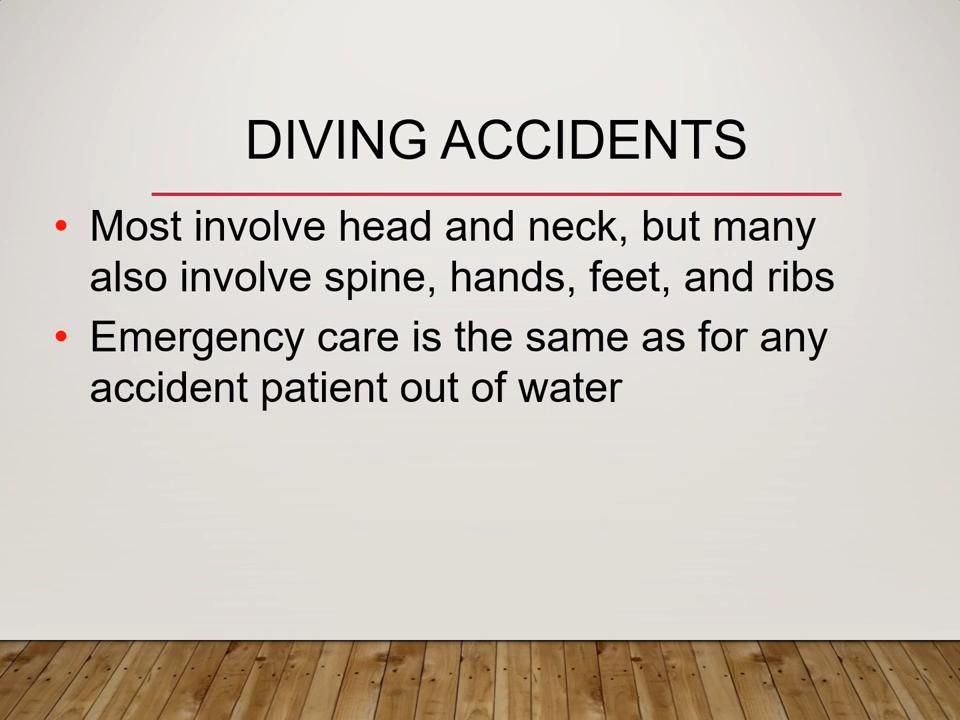 DIVING ACCIDENTS
• Most involve head and neck, but many
also involve spine, hands, feet, and ribs
• Emergency care is the same as for any
accident patient out of water